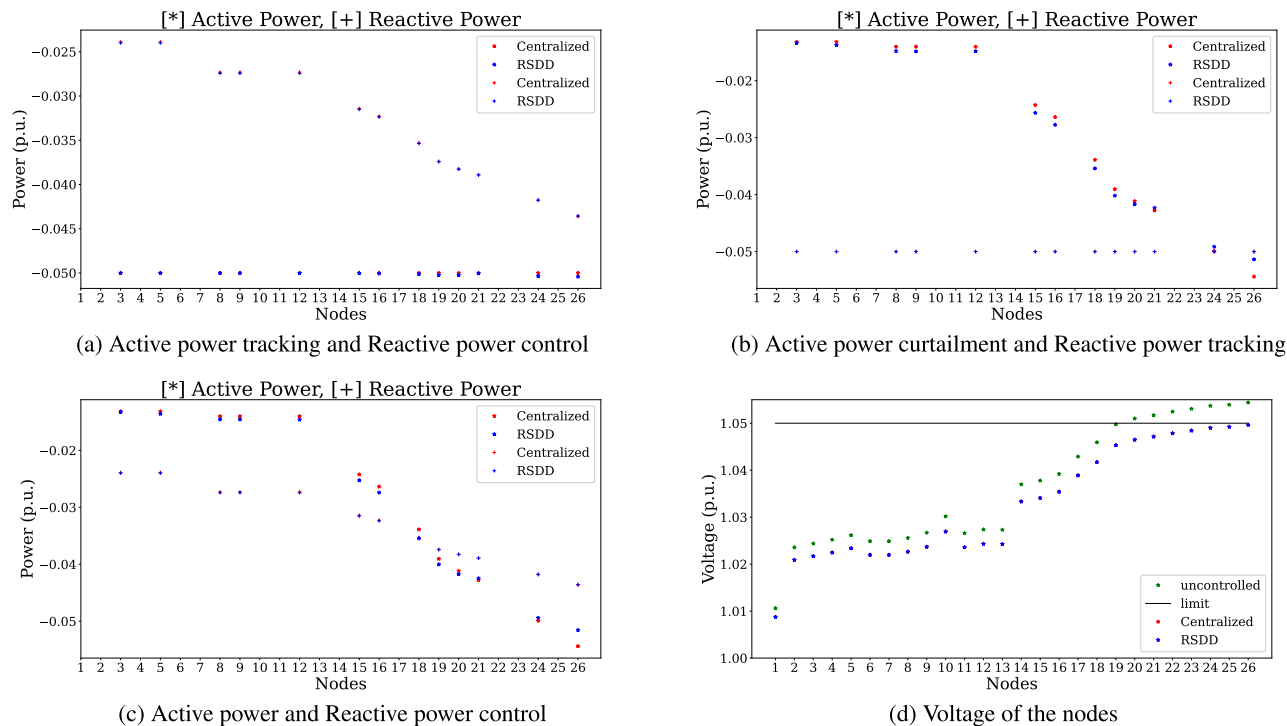 [*] Active Power, [+] Reactive Power
Power (p.u.)
−0.025
−0.030
−0.035
−0.040
−0.045
−0.050
Centralized
RSDD
Centralized
RSDD
1 2 3 4 5 6 7 8 9 10 11 12 13 14 15 16 17 18 19 20 21 22 23 24 25 26
Nodes
(a) Active power tracking and Reactive power control
[*] Active Power, [+] Reactive Power
Power (p.u.)
−0.02
−0.03
−0.04
−0.05
Centralized
RSDD
Centralized
RSDD
1 2 3 4 5 6 7 8 9 10 11 12 13 14 15 16 17 18 19 20 21 22 23 24 25 26
Nodes
(b) Active power curtailment and Reactive power tracking
[*] Active Power, [+] Reactive Power
Power (p.u.)
−0.02
−0.03
−0.04
−0.05
Centralized
RSDD
Centralized
RSDD
1 2 3 4 5 6 7 8 9 10 11 12 13 14 15 16 17 18 19 20 21 22 23 24 25 26
Nodes
(c) Active power and Reactive power control
Voltage (p.u.)
1.05
1.04
1.03
1.02
1.01
1.00
uncontrolled
limit
Centralized
RSDD
1 2 3 4 5 6 7 8 9 10 11 12 13 14 15 16 17 18 19 20 21 22 23 24 25 26
Nodes
(d) Voltage of the nodes